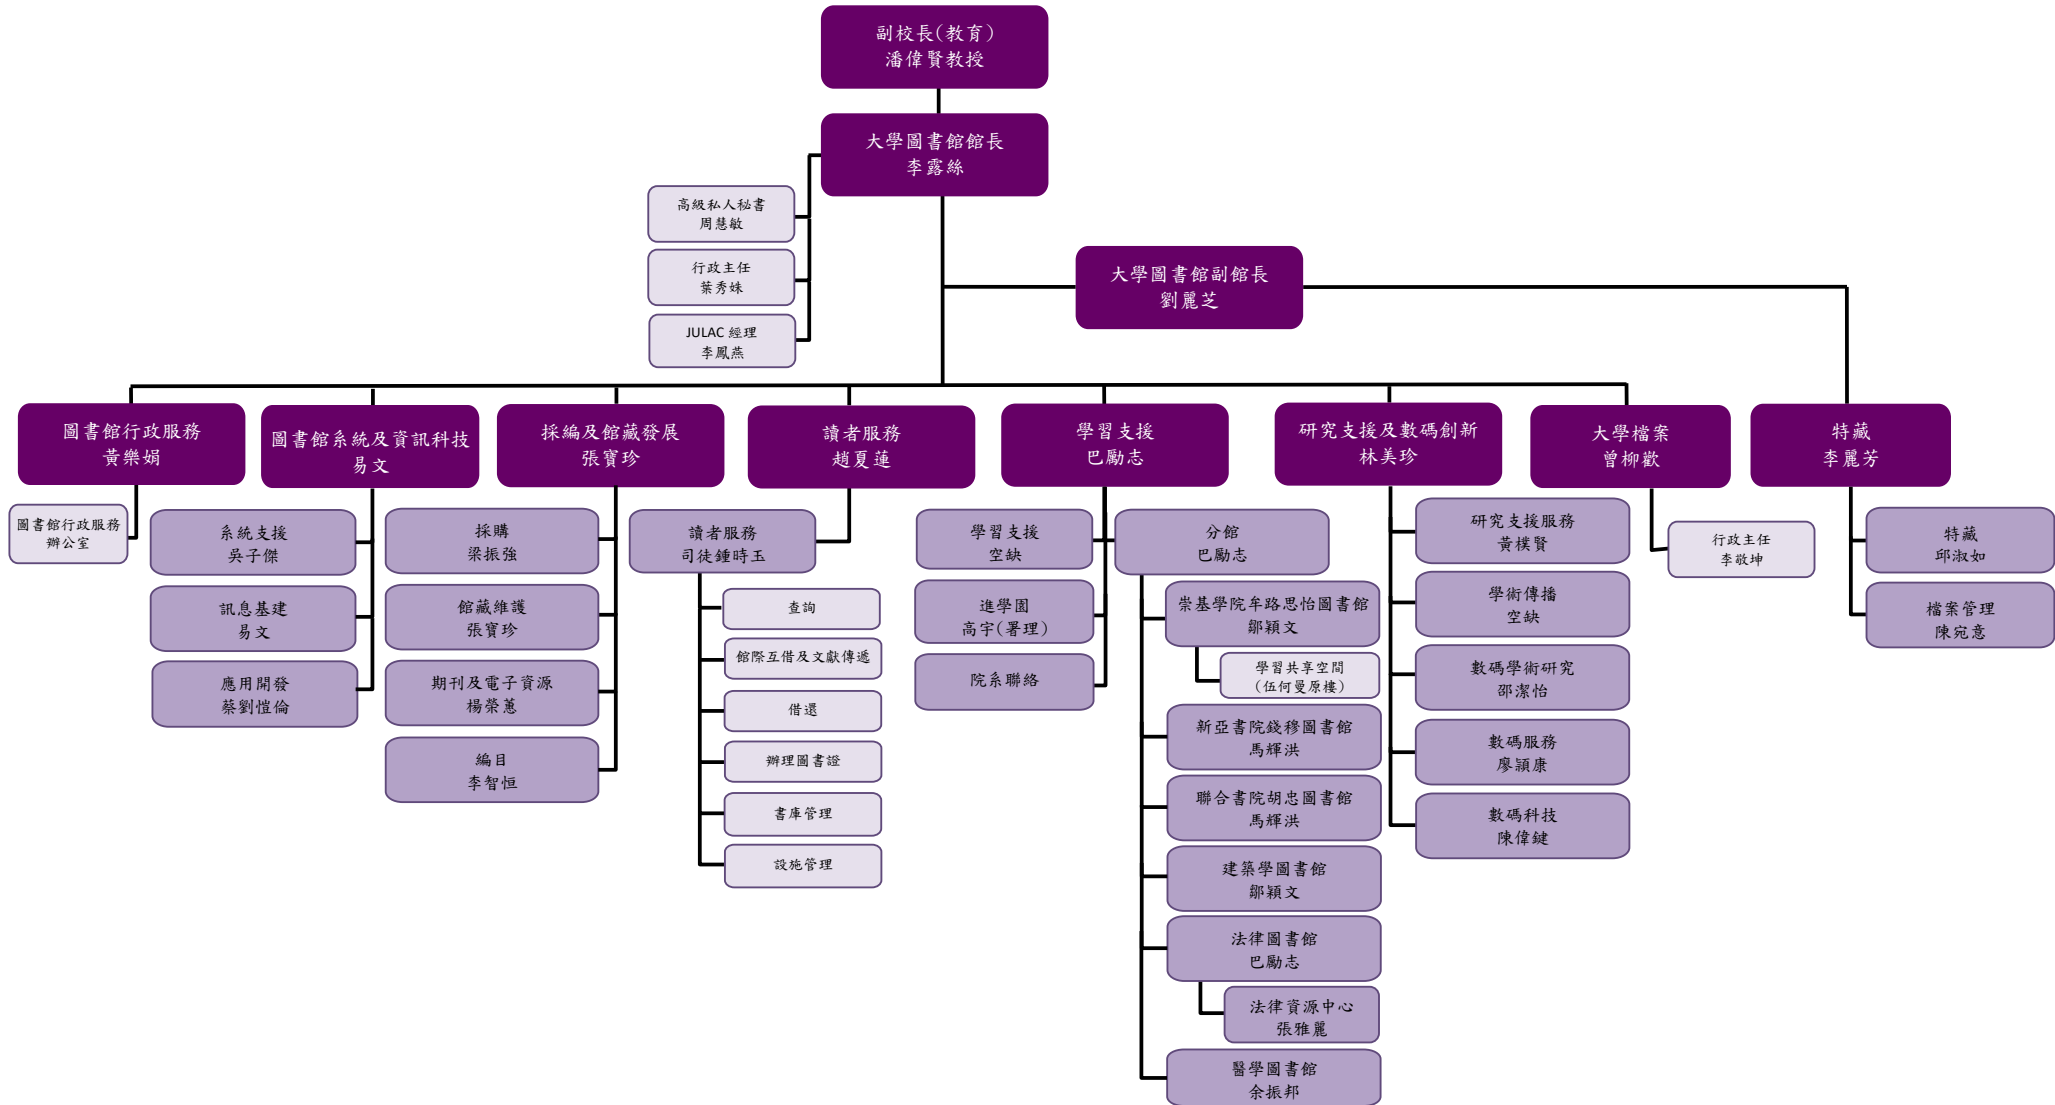 副校長(教育)
潘偉賢教授
大學圖書館館長
李露絲
高級私人秘書
周慧敏
行政主任
葉秀姝
JULAC 經理
李鳳燕
大學圖書館副館長
劉麗芝
圖書館行政服務
黃樂娟
圖書館行政服務
辦公室
圖書館系統及資訊科技
易文
系統支援
吳子傑
訊息基建
易文
應用開發
蔡劉愷倫
採編及館藏發展
張寶珍
採購
梁振強
館藏維護
張寶珍
期刊及電子資源
楊榮蕙
編目
李智恒
讀者服務
趙夏蓮
讀者服務
司徒鍾時玉
查詢
館際互借及文獻傳遞
借還
辦理圖書證
書庫管理
設施管理
學習支援
巴勵志
學習支援
空缺
進學園
高宇(署理)
院系聯絡
分館
巴勵志
崇基學院牟路思怡圖書館
鄒穎文
學習共享空間
(伍何曼原樓)
新亞書院錢穆圖書館
馬輝洪
聯合書院胡忠圖書館
馬輝洪
建築學圖書館
鄒穎文
法律圖書館
巴勵志
法律資源中心
張雅麗
醫學圖書館
余振邦
研究支援及數碼創新
林美珍
研究支援服務
黃樸賢
學術傳播
空缺
數碼學術研究
邵潔怡
數碼服務
廖頴康
數碼科技
陳偉鍵
大學檔案
曾柳歡
行政主任
李敬坤
特藏
李麗芳
特藏
邱淑如
檔案管理
陳宛意